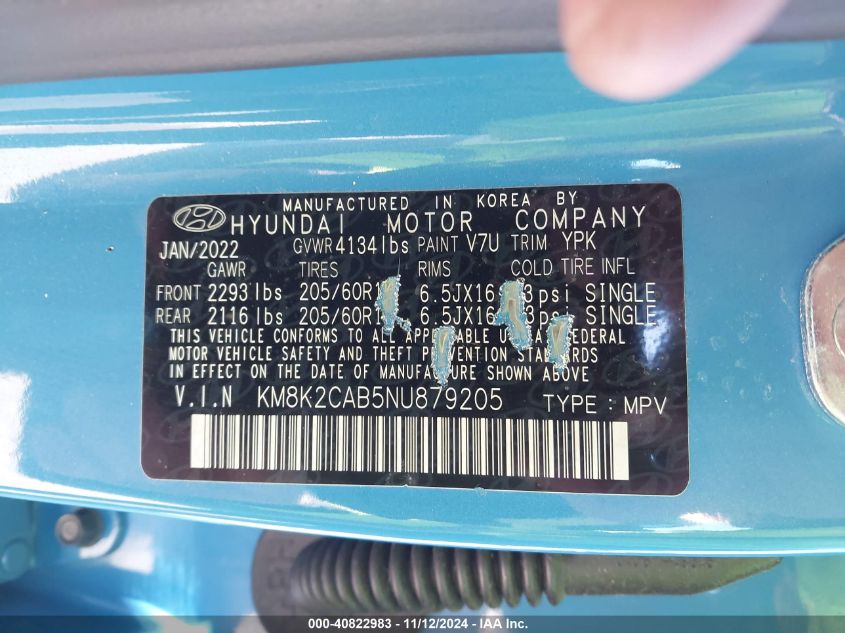 MANUFACTURED IN KOREA BY
HYUNDAI MOTOR COMPANY
JAN/2022 GVWR 4134 lbs PAINT V7U TRIM YPK
GAWR TIRES RIMS COLD TIRE INFL
FRONT 2293 lbs 6.5JX16 psi SINGLE
REAR 2116 lbs 6.5JX16 SINGLE
THIS VEHICLE CONFORMS TO ALL FEDERAL
MOTOR VEHICLE SAFETY AND THEFT
IN EFFECT ON THE DATE OF MANUFACTURE SHOWN ABOVE.
V.I.N KM8K2CAB5NU879205 TYPE : MPV
000-40822983 - 11/12/2024 - IAA Inc.